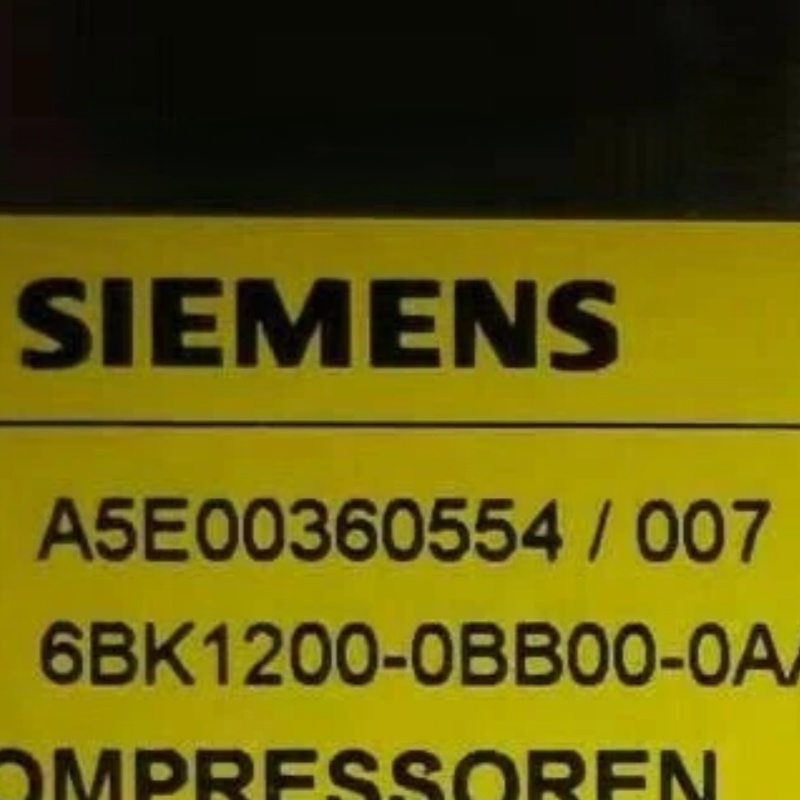 SIEMENS
A5E00360554 / 007
6BK1200-0BB00-0A
OMPRESSOREN